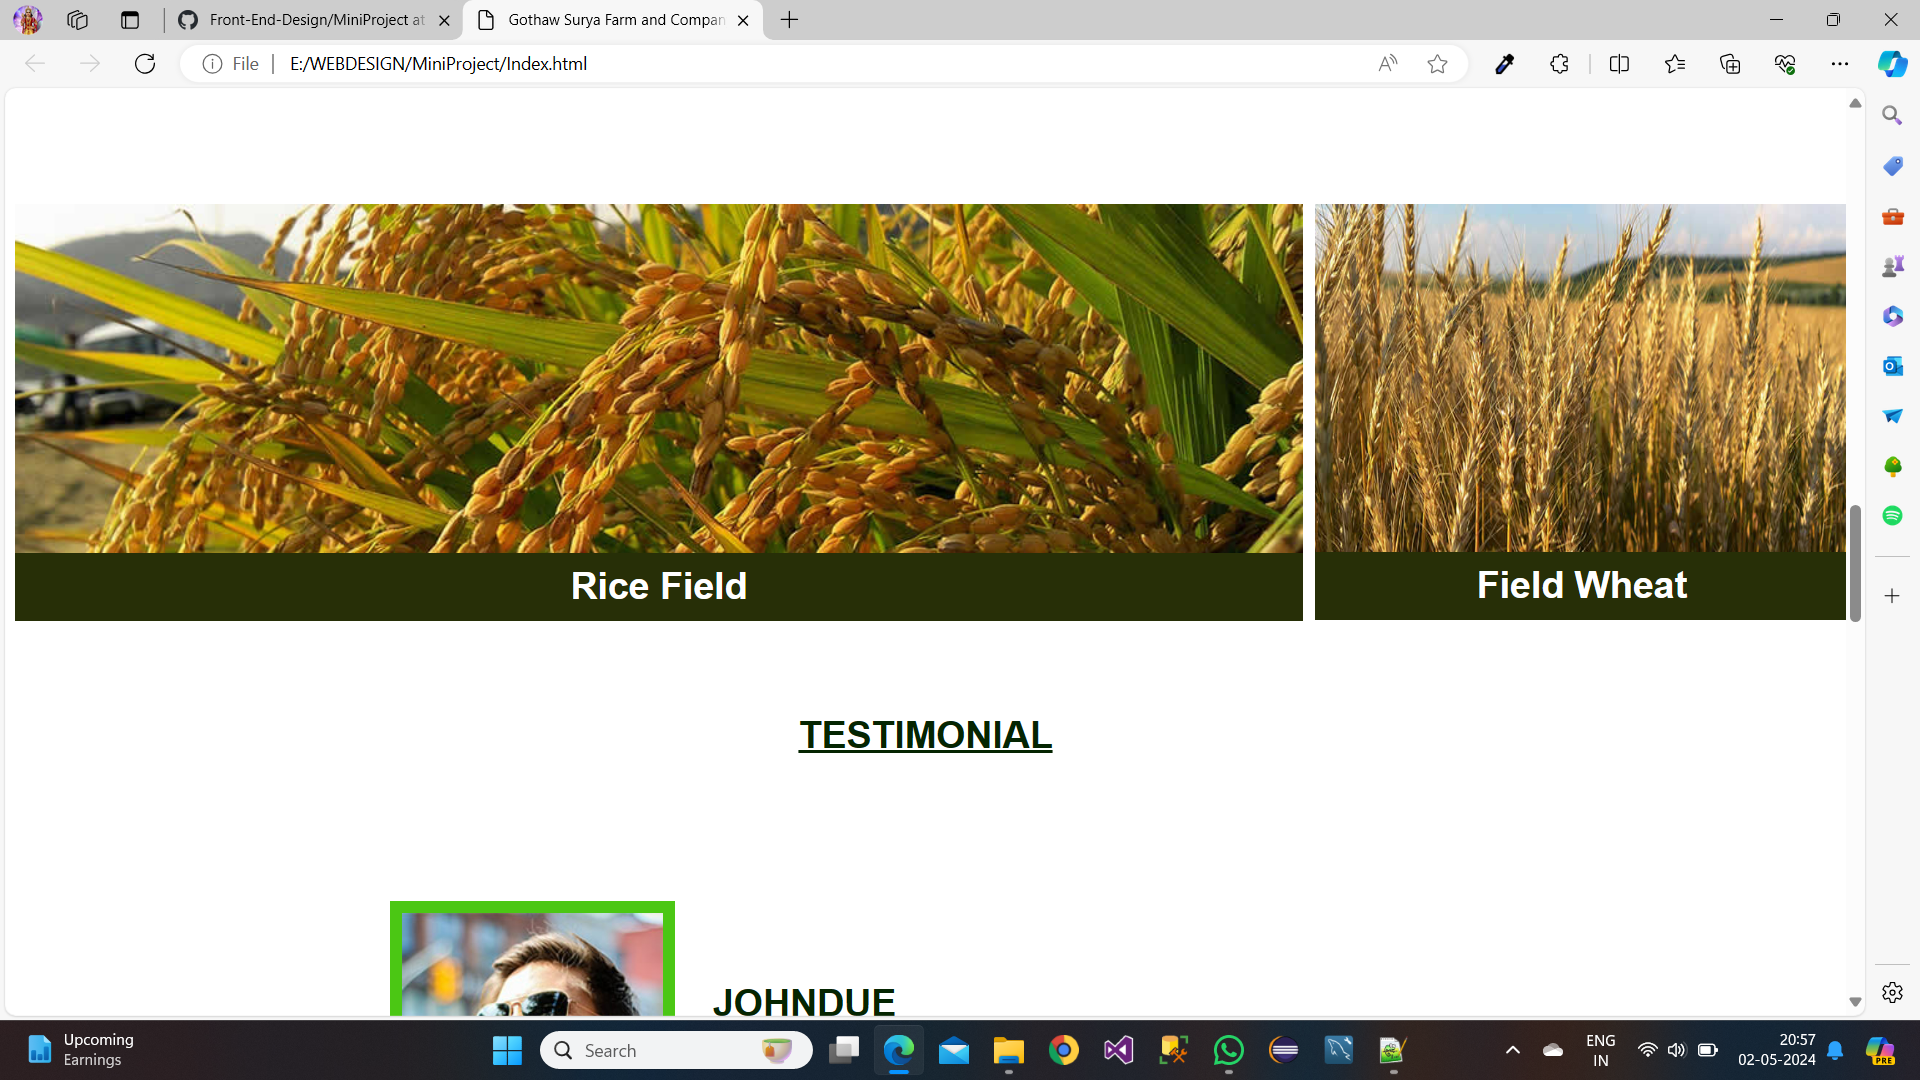 Front-End-Design/MiniProject at
Gothaw Surya Farm and Compan
File
E:/WEBDESIGN/MiniProject/Index.html
Rice Field
Field Wheat
TESTIMONIAL
JOHNDUE
Upcoming
Earnings
Search
ENG
IN
20:57
02-05-2024
PRE